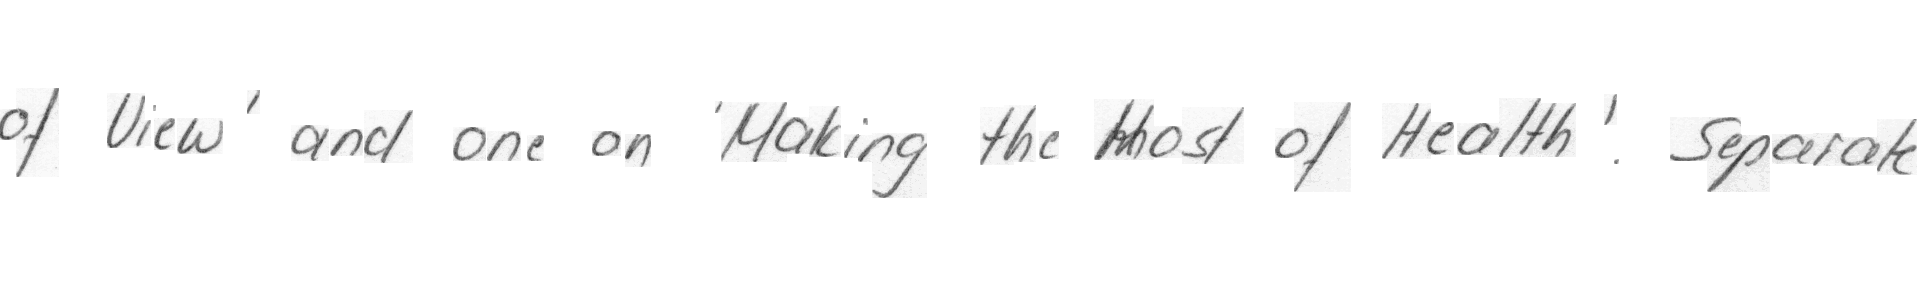 of View' and one on 'Making the Most of Health'. Separate